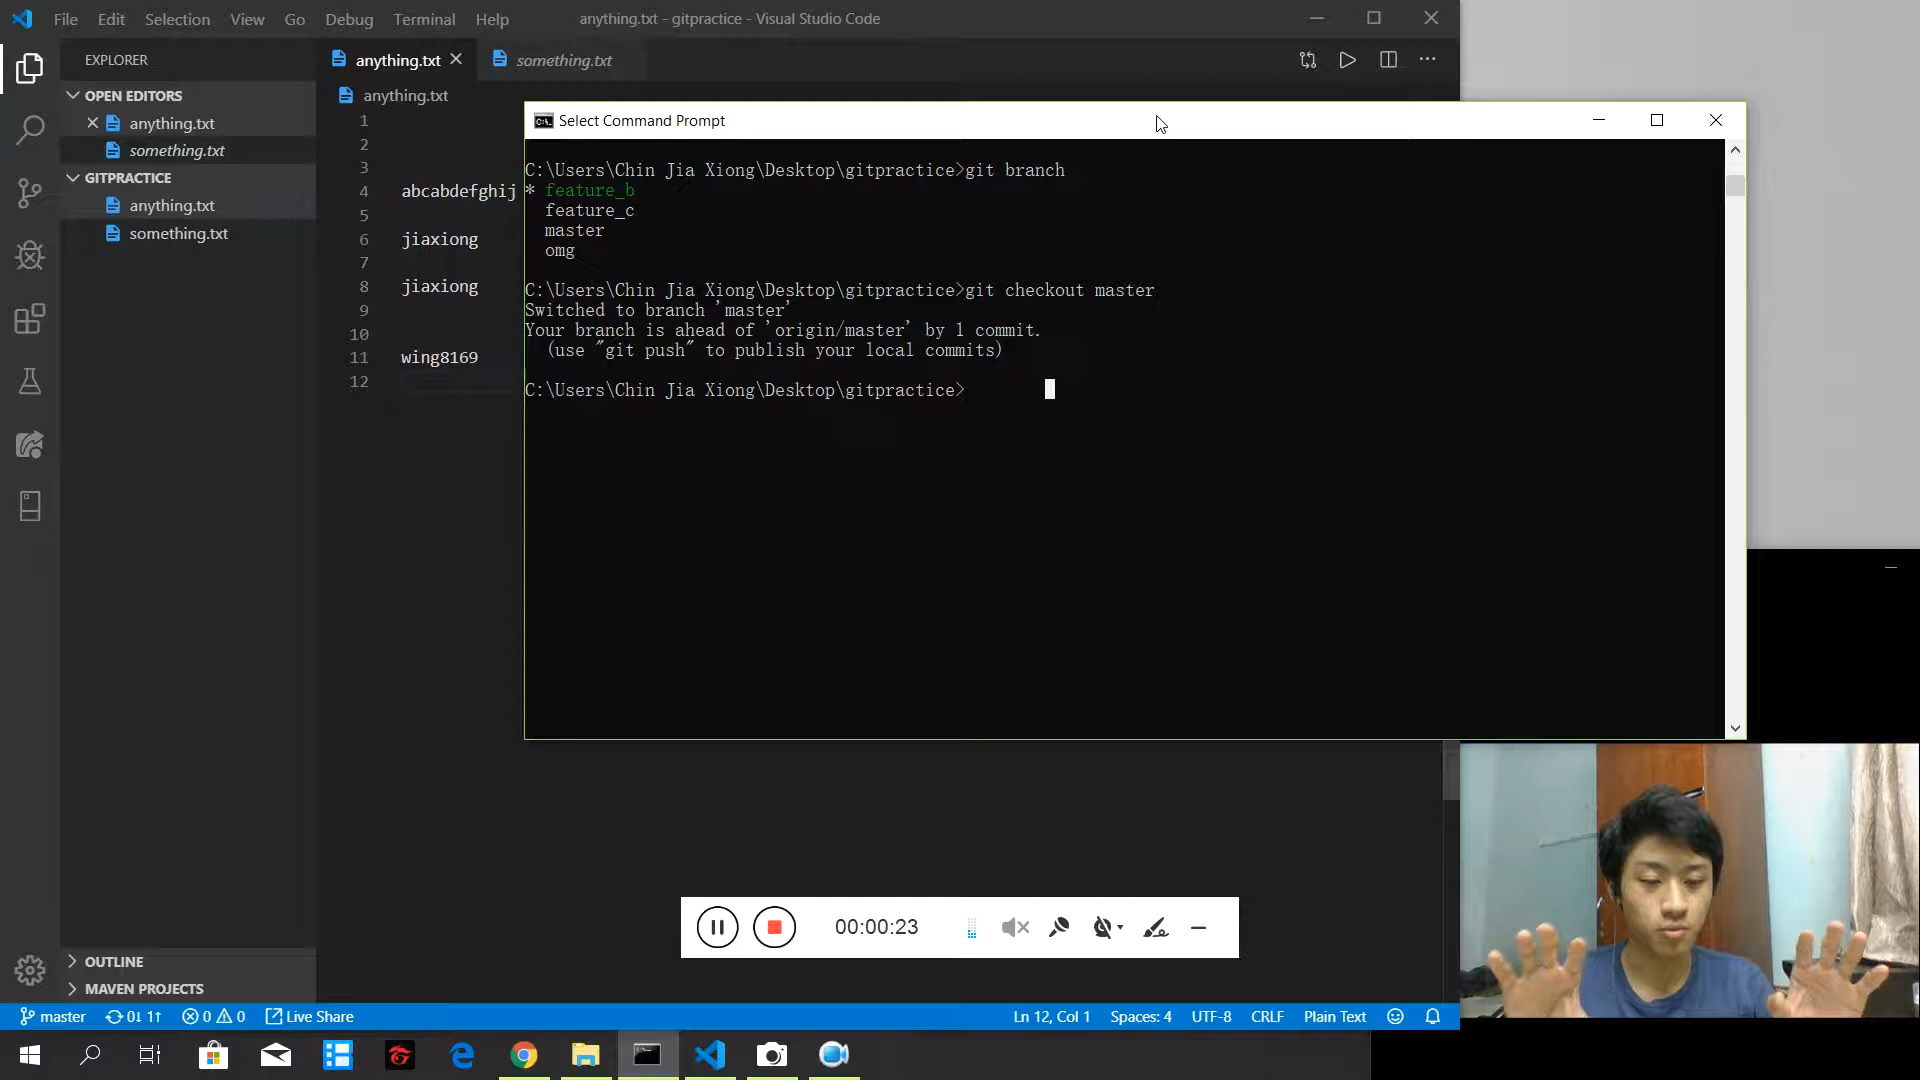 File Edit Selection View Go Debug Terminal Help
anything.txt - gitpractice - Visual Studio Code
EXPLORER
OPEN EDITORS
anything.txt
something.txt
GITPRACTICE
anything.txt
something.txt
OUTLINE
MAVEN PROJECTS
anything.txt something.txt
anything.txt
1
2
3
4 abcabdefghij
5
6 jiaxiong
7
8 jiaxiong
9
10
11 wing8169
12
Select Command Prompt
C:\Users\Chin Jia Xiong\Desktop\gitpractice>git branch
* feature_b
feature_c
master
omg
C:\Users\Chin Jia Xiong\Desktop\gitpractice>git checkout master
Switched to branch 'master'
Your branch is ahead of 'origin/master' by 1 commit.
(use "git push" to publish your local commits)
C:\Users\Chin Jia Xiong\Desktop\gitpractice>
00:00:23
master 0↓ 1↑ 0 0 Live Share
Ln 12, Col 1 Spaces: 4 UTF-8 CRLF Plain Text